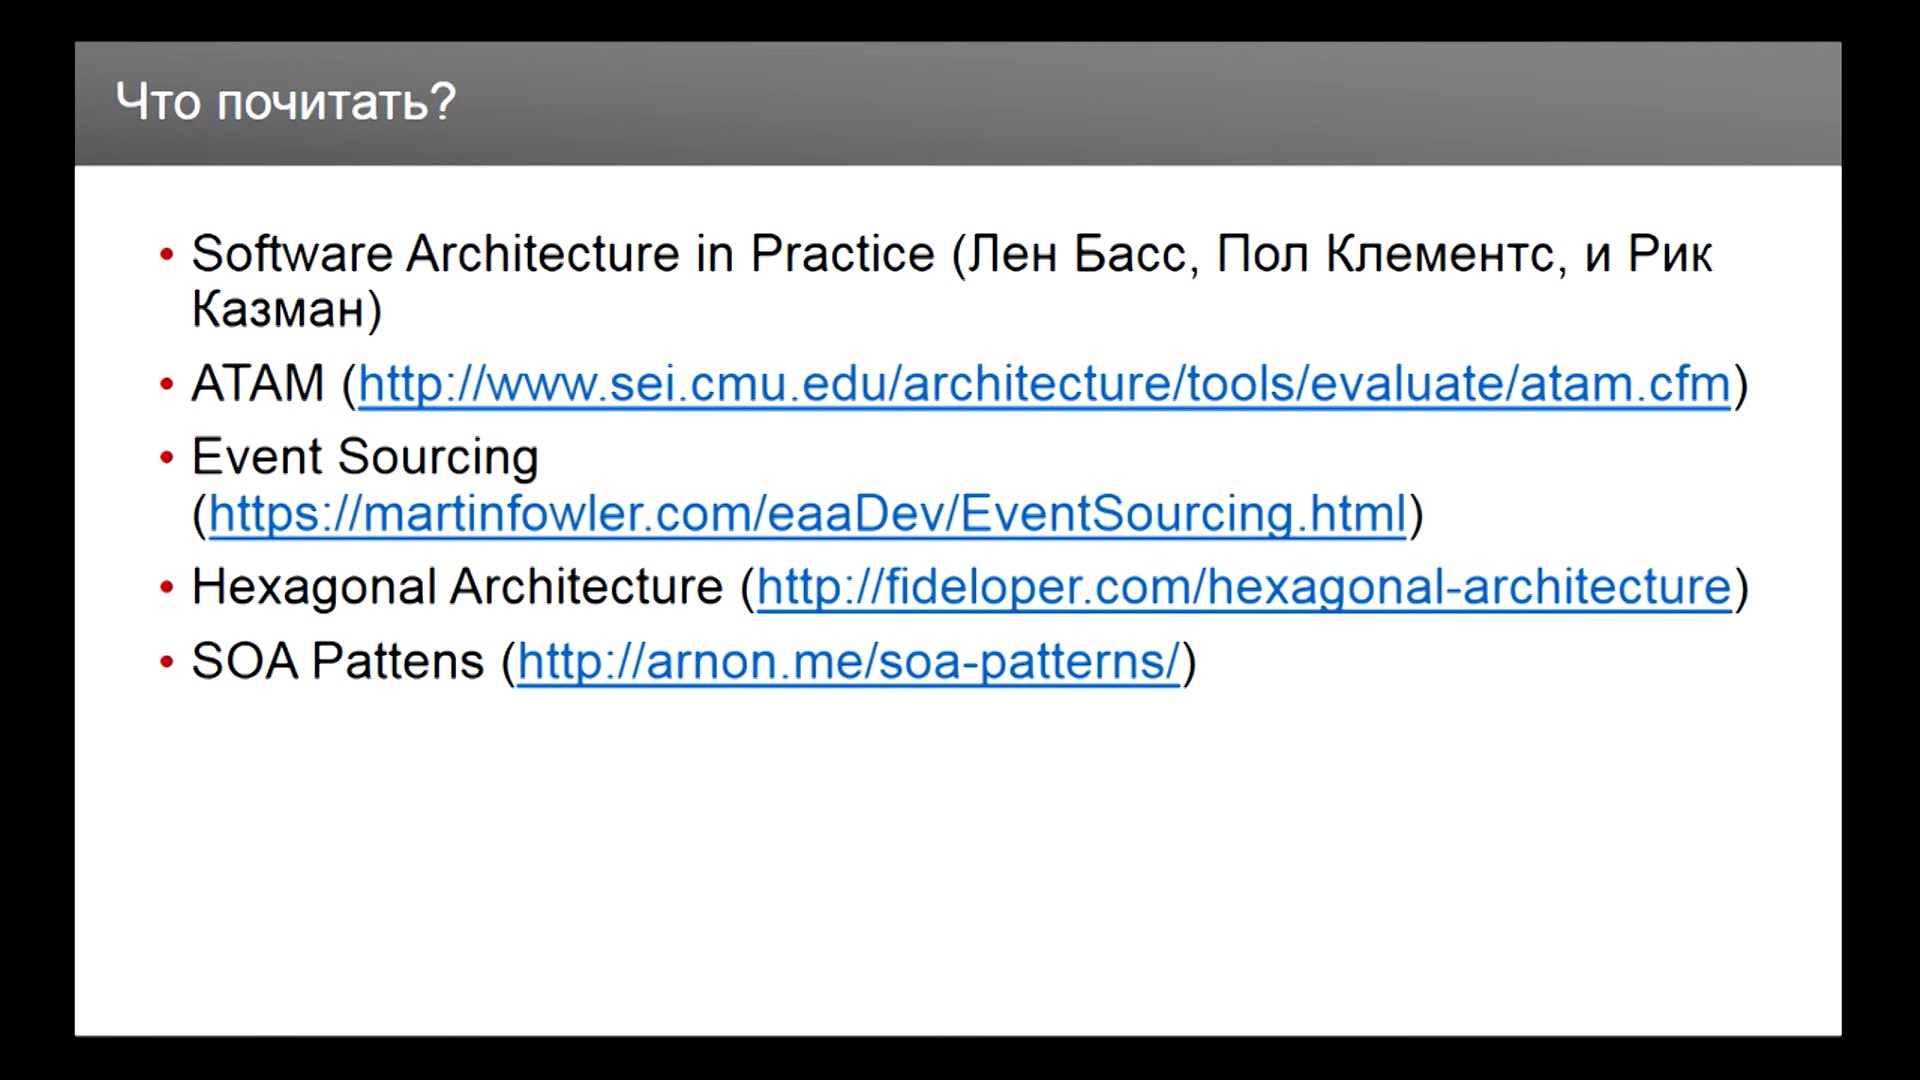 Что почитать?
• Software Architecture in Practice (Лен Басс, Пол Клементс, и Рик
Казман)
• ATAM (http://www.sei.cmu.edu/architecture/tools/evaluate/atam.cfm)
• Event Sourcing
(https://martinfowler.com/eaaDev/EventSourcing.html)
• Hexagonal Architecture (http://fideloper.com/hexagonal-architecture)
• SOA Pattens (http://arnon.me/soa-patterns/)